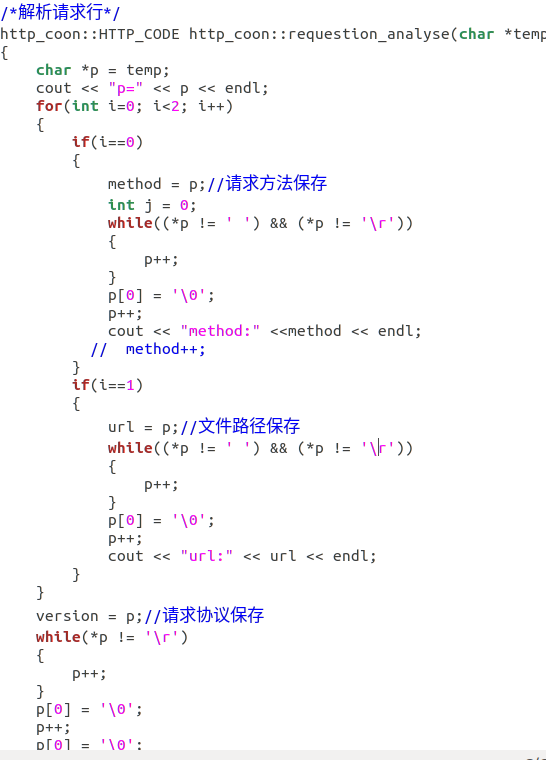 /*解析请求行*/
http_coon::HTTP_CODE http_coon::requestion_analyse(char *temp
{
    char *p = temp;
    cout << "p=" << p << endl;
    for(int i=0; i<2; i++)
    {
        if(i==0)
        {
            method = p;//请求方法保存
            int j = 0;
            while((*p != ' ') && (*p != '\r'))
            {
                p++;
            }
            p[0] = '\0';
            p++;
            cout << "method:" <<method << endl;
          //  method++;
        }
        if(i==1)
        {
            url = p;//文件路径保存
            while((*p != ' ') && (*p != '\r'))
            {
                p++;
            }
            p[0] = '\0';
            p++;
            cout << "url:" << url << endl;
        }
    }
    version = p;//请求协议保存
    while(*p != '\r')
    {
        p++;
    }
    p[0] = '\0';
    p++;
    p[0] = '\0';